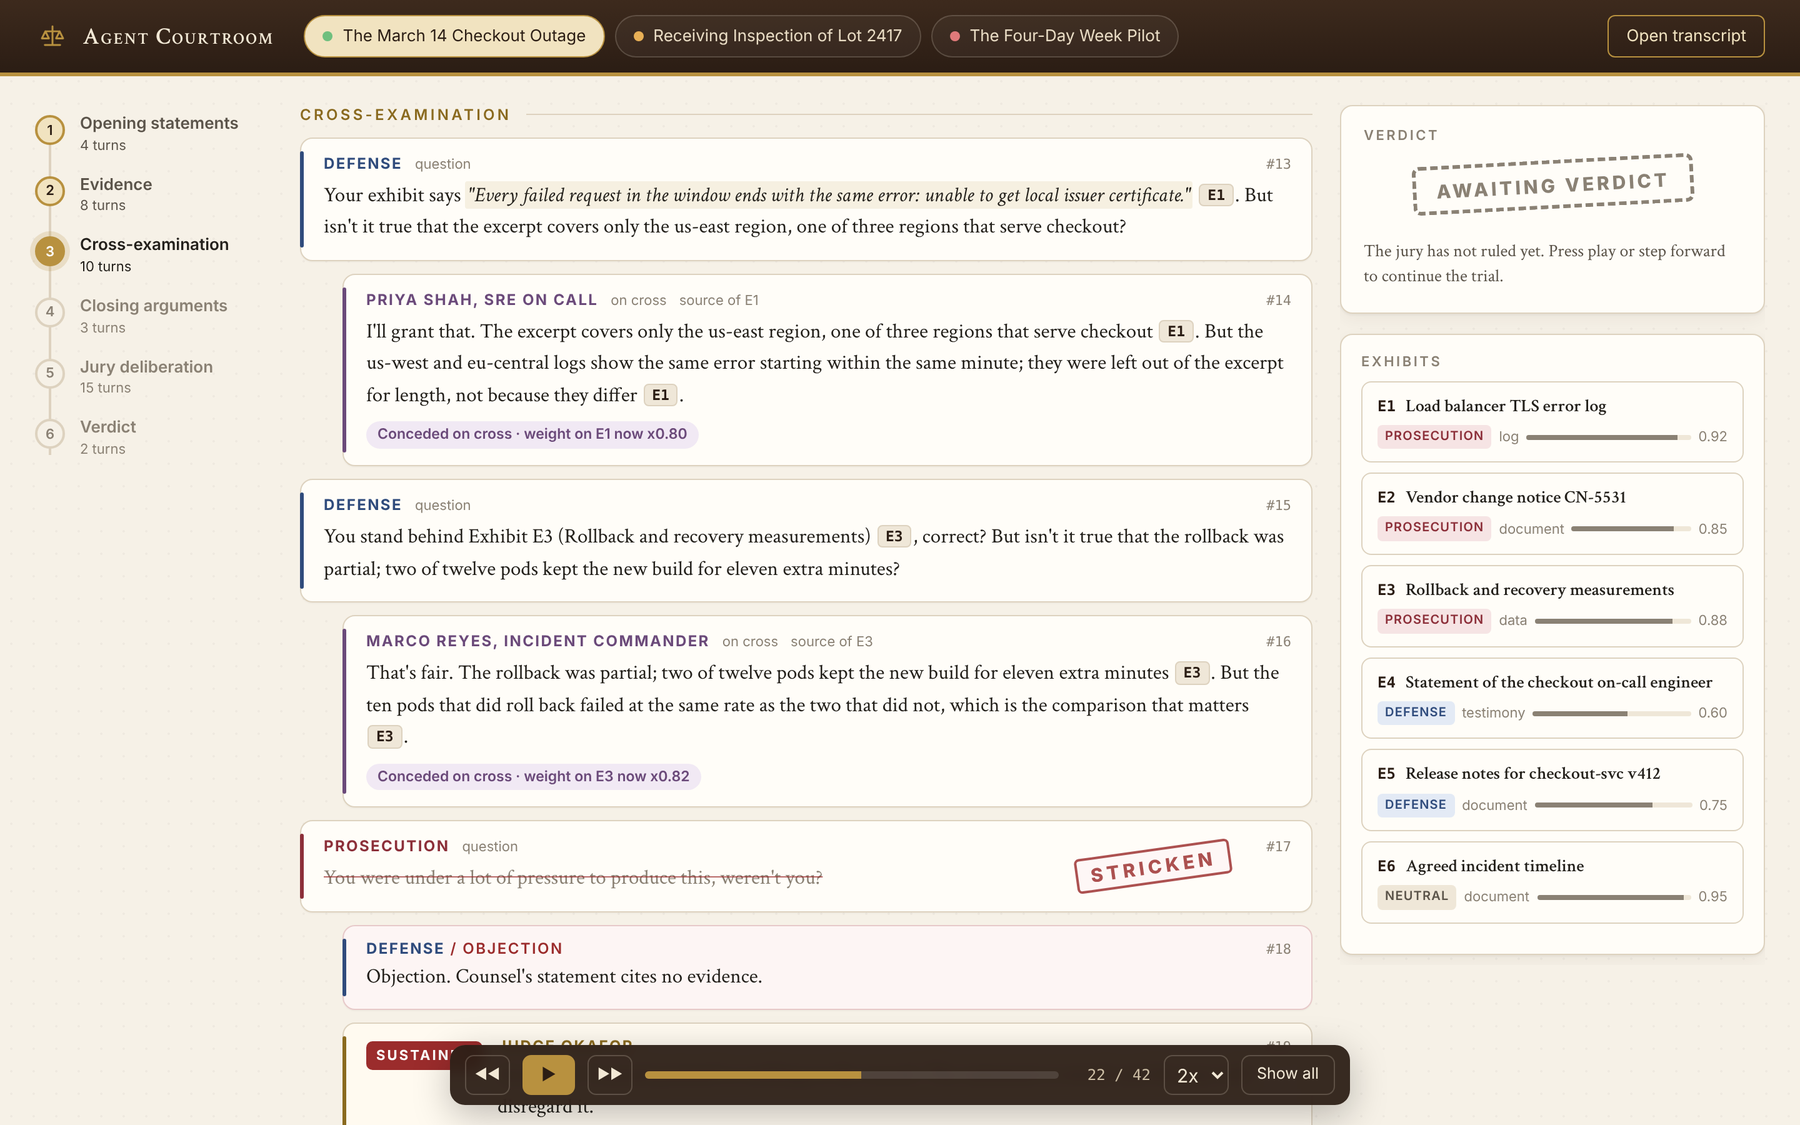 AGENT COURTROOM
The March 14 Checkout Outage
Receiving Inspection of Lot 2417
The Four-Day Week Pilot
Open transcript
1
Opening statements
4 turns
2
Evidence
8 turns
3
Cross-examination
10 turns
4
Closing arguments
3 turns
5
Jury deliberation
15 turns
6
Verdict
2 turns
CROSS-EXAMINATION
DEFENSE question #13
Your exhibit says "Every failed request in the window ends with the same error: unable to get local issuer certificate." E1 . But
isn't it true that the excerpt covers only the us-east region, one of three regions that serve checkout?
PRIYA SHAH, SRE ON CALL on cross source of E1 #14
I'll grant that. The excerpt covers only the us-east region, one of three regions that serve checkout E1 . But the
us-west and eu-central logs show the same error starting within the same minute; they were left out of the excerpt
for length, not because they differ E1 .
Conceded on cross · weight on E1 now x0.80
DEFENSE question #15
You stand behind Exhibit E3 (Rollback and recovery measurements) E3 , correct? But isn't it true that the rollback was
partial; two of twelve pods kept the new build for eleven extra minutes?
MARCO REYES, INCIDENT COMMANDER on cross source of E3 #16
That's fair. The rollback was partial; two of twelve pods kept the new build for eleven extra minutes E3 . But the
ten pods that did roll back failed at the same rate as the two that did not, which is the comparison that matters
E3 .
Conceded on cross · weight on E3 now x0.82
PROSECUTION question #17
You were under a lot of pressure to produce this, weren't you?
STRICKEN
DEFENSE / OBJECTION #18
Objection. Counsel's statement cites no evidence.
JUDGE OKAFOR #19
disregard it.
22 / 42
2x
Show all
VERDICT
AWAITING VERDICT
The jury has not ruled yet. Press play or step forward
to continue the trial.
EXHIBITS
E1 Load balancer TLS error log
PROSECUTION log 0.92
E2 Vendor change notice CN-5531
PROSECUTION document 0.85
E3 Rollback and recovery measurements
PROSECUTION data 0.88
E4 Statement of the checkout on-call engineer
DEFENSE testimony 0.60
E5 Release notes for checkout-svc v412
DEFENSE document 0.75
E6 Agreed incident timeline
NEUTRAL document 0.95